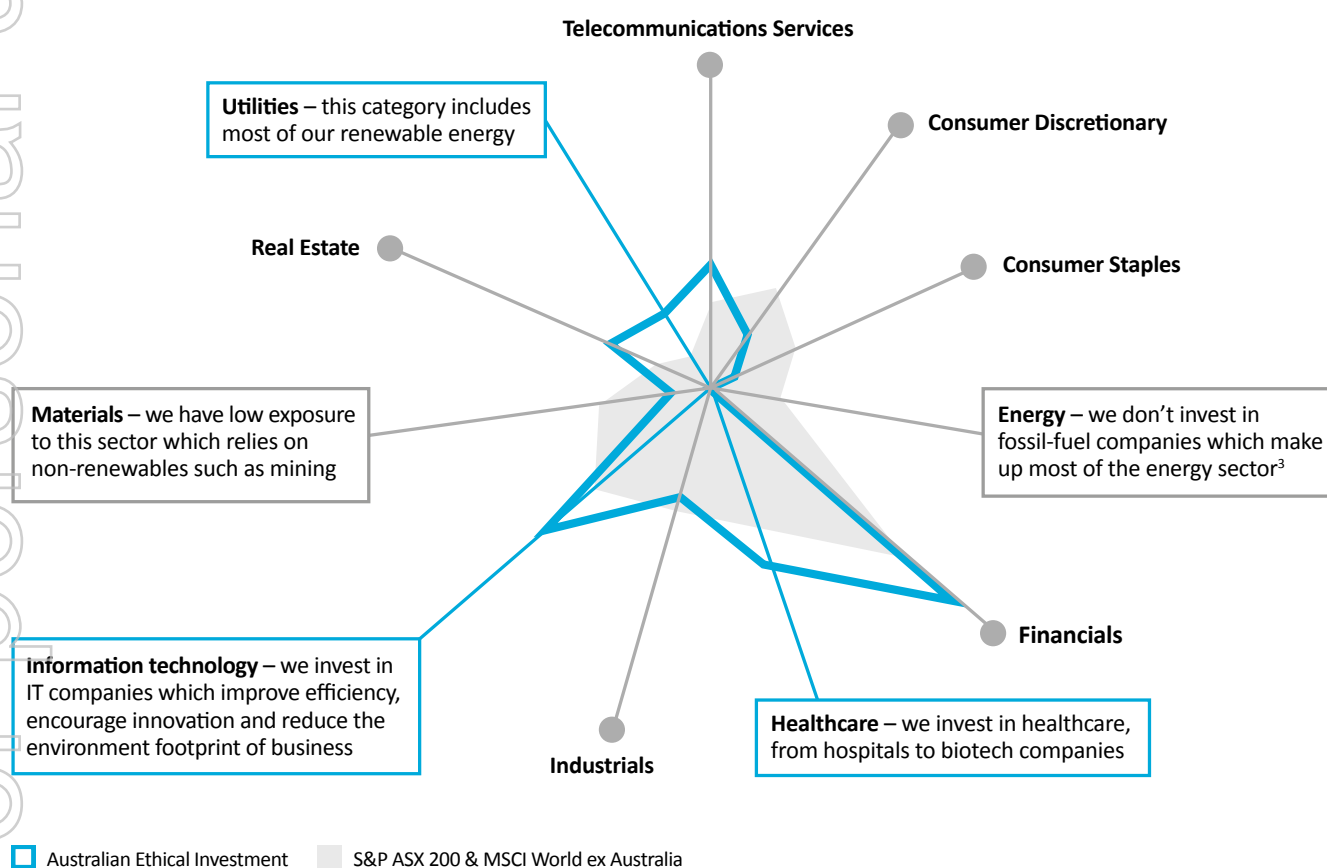 Telecommunications Services
Utilities – this category includes
most of our renewable energy
Consumer Discretionary
Real Estate
Consumer Staples
Materials – we have low exposure
to this sector which relies on
non-renewables such as mining
Energy – we don’t invest in
fossil-fuel companies which make
up most of the energy sector³
Information technology – we invest in
IT companies which improve efficiency,
encourage innovation and reduce the
environment footprint of business
Financials
Healthcare – we invest in healthcare,
from hospitals to biotech companies
Industrials
Australian Ethical Investment
S&P ASX 200 & MSCI World ex Australia